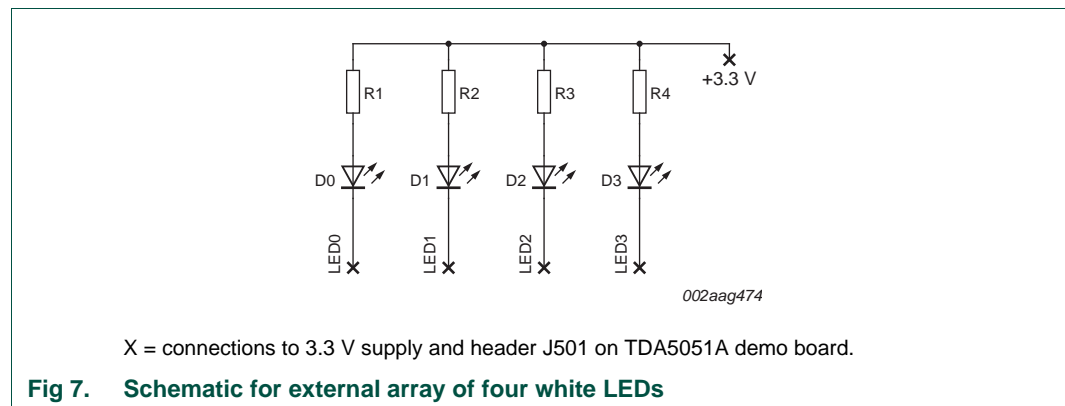 +3.3 V
R1
R2
R3
R4
D0
D1
D2
D3
LED0
LED1
LED2
LED3
002aag474
X = connections to 3.3 V supply and header J501 on TDA5051A demo board.
Fig 7. Schematic for external array of four white LEDs